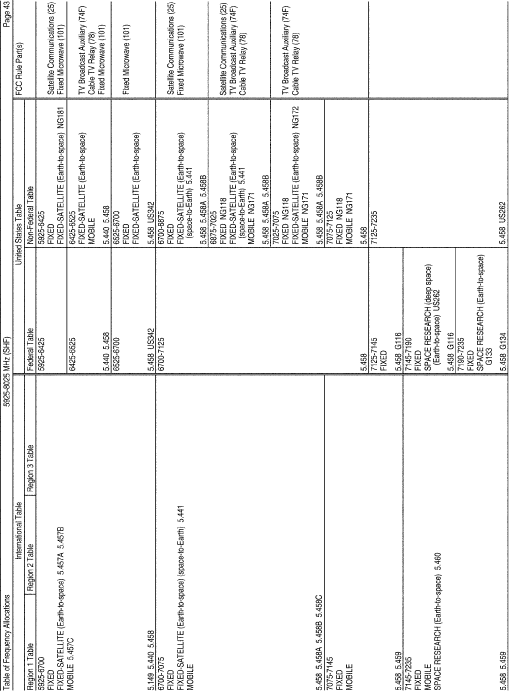 Table of Frequency Allocations
5925-8025 MHz (SHF)
Page 43
International Table
United States Table
FCC Rule Part(s)
Region 1 Table
Region 2 Table
Region 3 Table
Federal Table
Non-Federal Table
5925-6700
FIXED
FIXED-SATELLITE (Earth-to-space) 5.457A 5.457B
MOBILE 5.457C
5.149 5.440 5.458
6700-7075
FIXED
FIXED-SATELLITE (Earth-to-space) (space-to-Earth) 5.441
MOBILE
5.458 5.458A 5.458B 5.458C
7075-7145
FIXED
MOBILE
5.458 5.459
7145-7235
FIXED
MOBILE
SPACE RESEARCH (Earth-to-space) 5.460
5.458 5.459
5925-6425
6425-6525
5.440 5.458
6525-6700
5.458 US342
6700-7125
5.458
7125-7145
FIXED
5.458 G116
7145-7190
FIXED
SPACE RESEARCH (deep space)
(Earth-to-space) US262
5.458 G116
7190-7235
FIXED
SPACE RESEARCH (Earth-to-space)
G133
5.458 G134
5925-6425
FIXED
FIXED-SATELLITE (Earth-to-space) NG181
6425-6525
FIXED-SATELLITE (Earth-to-space)
MOBILE
5.440 5.458
6525-6700
FIXED
FIXED-SATELLITE (Earth-to-space)
5.458 US342
6700-6875
FIXED
FIXED-SATELLITE (Earth-to-space)
(space-to-Earth) 5.441
5.458 5.458A 5.458B
6875-7025
FIXED NG118
FIXED-SATELLITE (Earth-to-space)
(space-to-Earth) 5.441
MOBILE NG171
5.458 5.458A 5.458B
7025-7075
FIXED NG118
FIXED-SATELLITE (Earth-to-space) NG172
MOBILE NG171
5.458 5.458A 5.458B
7075-7125
FIXED NG118
MOBILE NG171
5.458
7125-7235
5.458 US262
Satellite Communications (25)
Fixed Microwave (101)
TV Broadcast Auxiliary (74F)
Cable TV Relay (78)
Fixed Microwave (101)
Fixed Microwave (101)
Satellite Communications (25)
Fixed Microwave (101)
Satellite Communications (25)
TV Broadcast Auxiliary (74F)
Cable TV Relay (78)
TV Broadcast Auxiliary (74F)
Cable TV Relay (78)